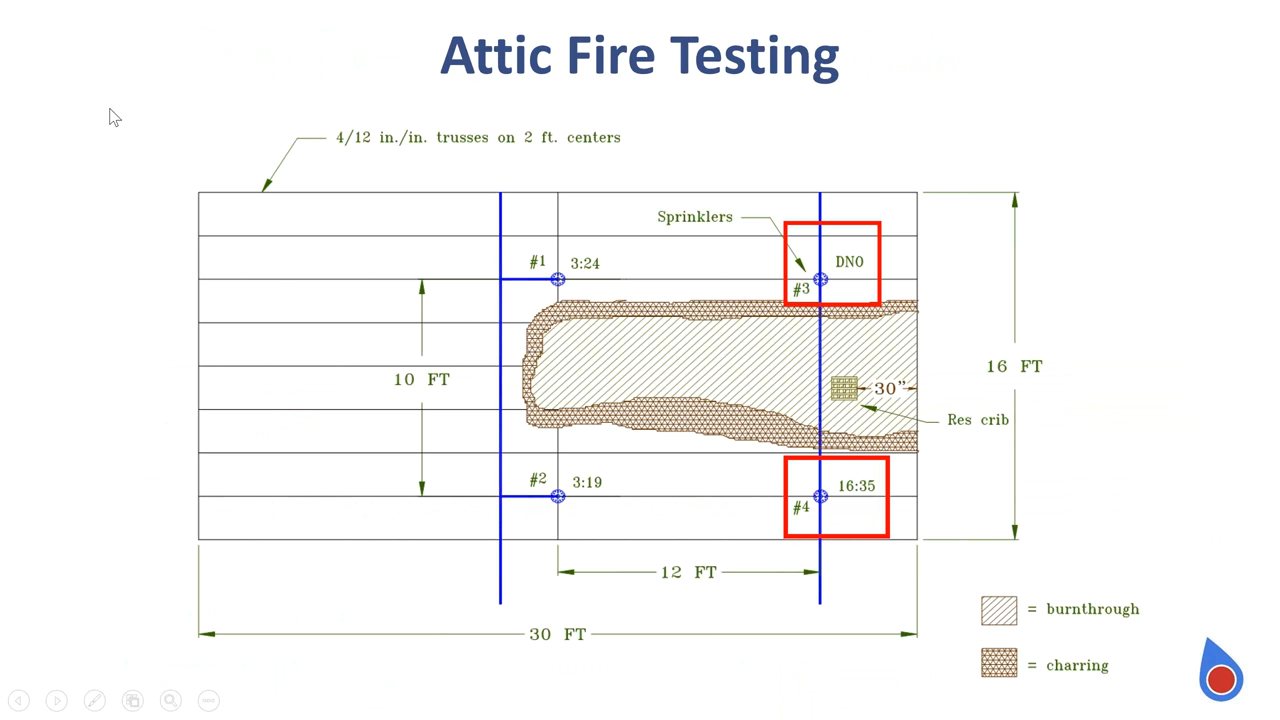 Attic Fire Testing
4/12 in./in. trusses on 2 ft. centers
Sprinklers
#1
3:24
DNO
#3
10 FT
16 FT
30”
Res crib
#2
3:19
16:35
#4
12 FT
30 FT
= burnthrough
= charring